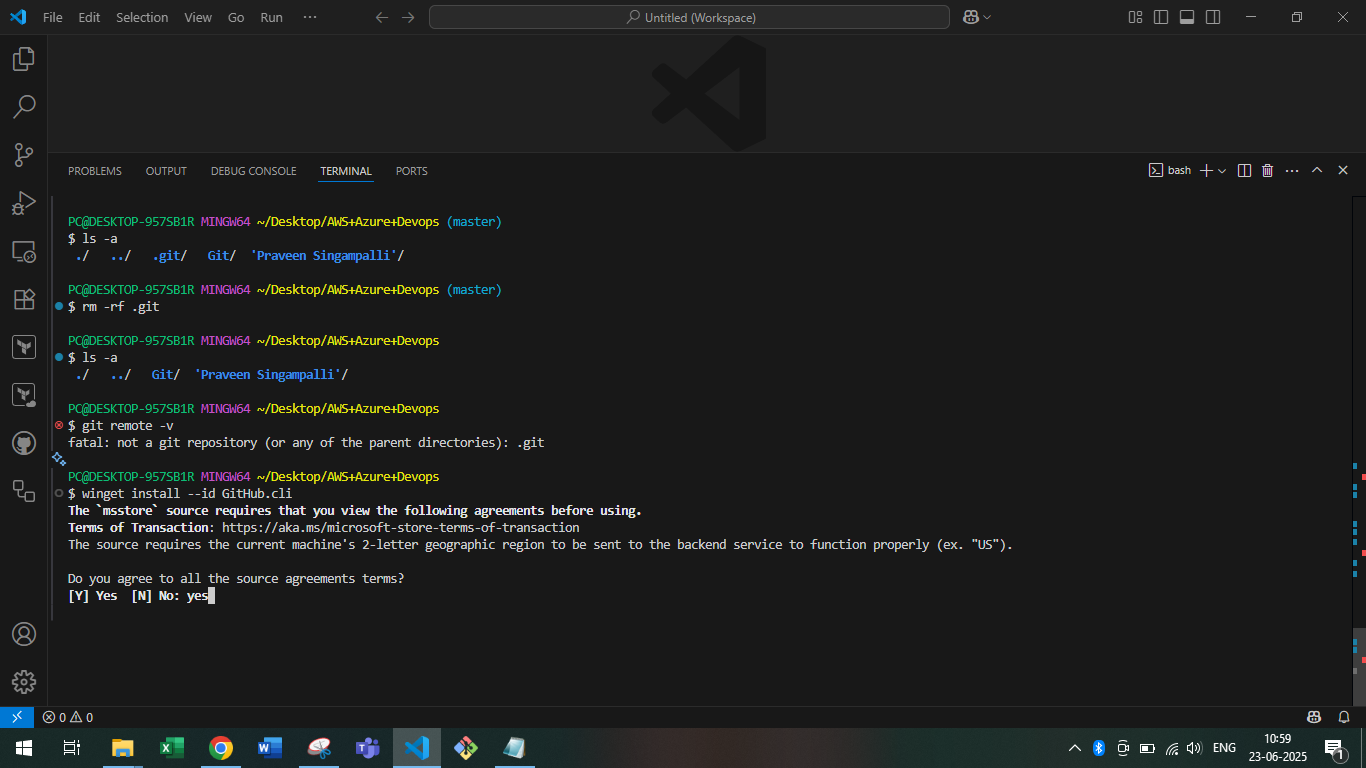 File Edit Selection View Go Run ···
Untitled (Workspace)
PROBLEMS OUTPUT DEBUG CONSOLE TERMINAL PORTS
bash
PC@DESKTOP-957SB1R MINGW64 ~/Desktop/AWS+Azure+Devops (master)
$ ls -a
./ ../ .git/ Git/ 'Praveen Singampalli'/
PC@DESKTOP-957SB1R MINGW64 ~/Desktop/AWS+Azure+Devops (master)
$ rm -rf .git
PC@DESKTOP-957SB1R MINGW64 ~/Desktop/AWS+Azure+Devops
$ ls -a
./ ../ Git/ 'Praveen Singampalli'/
PC@DESKTOP-957SB1R MINGW64 ~/Desktop/AWS+Azure+Devops
$ git remote -v
fatal: not a git repository (or any of the parent directories): .git
PC@DESKTOP-957SB1R MINGW64 ~/Desktop/AWS+Azure+Devops
$ winget install --id GitHub.cli
The `msstore` source requires that you view the following agreements before using.
Terms of Transaction: https://aka.ms/microsoft-store-terms-of-transaction
The source requires the current machine's 2-letter geographic region to be sent to the backend service to function properly (ex. "US").
Do you agree to all the source agreements terms?
[Y] Yes [N] No: yes
0 0
ENG
10:59
23-06-2025
1